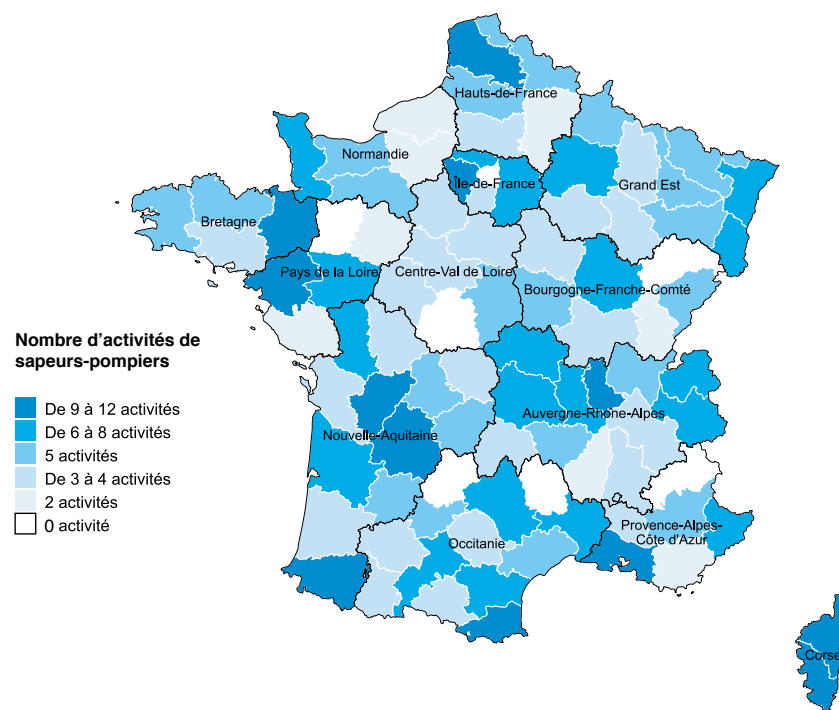 Hauts-de-France
Normandie
Île-de-France
Grand Est
Bretagne
Pays de la Loire
Centre-Val de Loire
Bourgogne-Franche-Comté
Nombre d'activités de
sapeurs-pompiers
De 9 à 12 activités
De 6 à 8 activités
5 activités
De 3 à 4 activités
2 activités
0 activité
Auvergne-Rhône-Alpes
Nouvelle-Aquitaine
Occitanie
Provence-Alpes-
Côte d'Azur
Corse